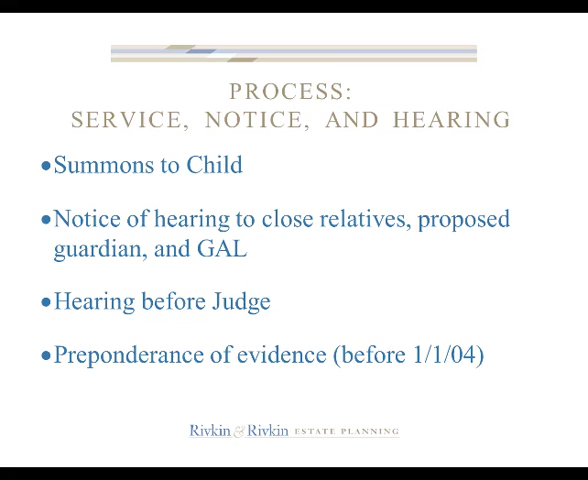 PROCESS:
SERVICE, NOTICE, AND HEARING
•Summons to Child
•Notice of hearing to close relatives, proposed
guardian, and GAL
•Hearing before Judge
•Preponderance of evidence (before 1/1/04)
Rivkin & Rivkin ESTATE PLANNING